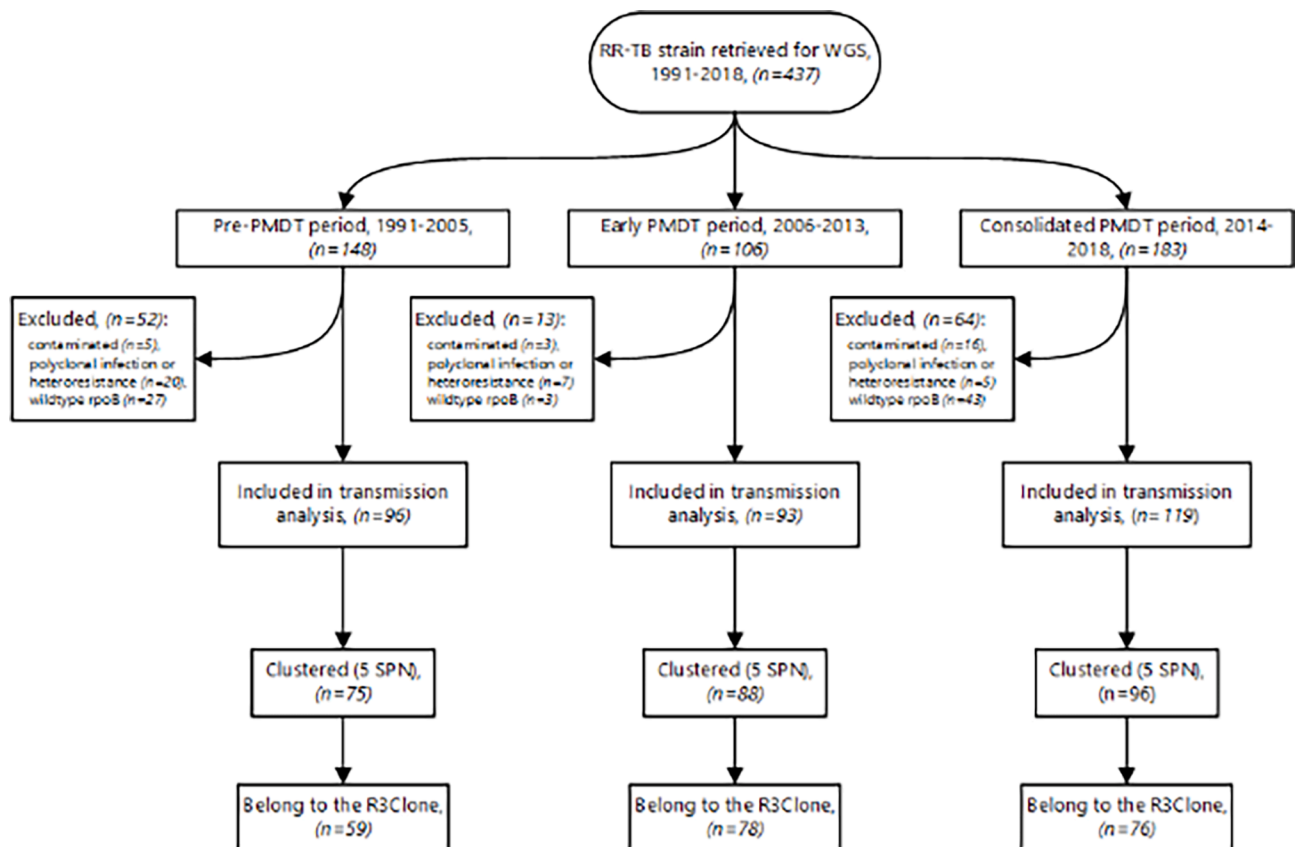 RR-TB strain retrieved for WGS,
1991-2018, (n=437)
Pre-PMDT period, 1991-2005,
(n=148)
Early PMDT period, 2006-2013,
(n=106)
Consolidated PMDT period, 2014-
2018, (n=183)
Excluded, (n=52):
contaminated (n=5),
polyclonal infection or
heteroresistance (n=20),
wildtype rpoB (n=27)
Excluded, (n=13):
contaminated (n=3),
polyclonal infection or
heteroresistance (n=7)
wildtype rpoB (n=3)
Excluded, (n=64):
contaminated (n=16),
polyclonal infection or
heteroresistance (n=5)
wildtype rpoB (n=43)
Included in transmission
analysis, (n=96)
Included in transmission
analysis, (n=93)
Included in transmission
analysis, (n=119)
Clustered (5 SPN),
(n=75)
Clustered (5 SPN),
(n=88)
Clustered (5 SPN),
(n=96)
Belong to the R3Clone,
(n=59)
Belong to the R3Clone,
(n=78)
Belong to the R3Clone,
(n=76)